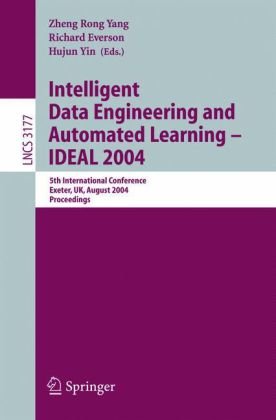 Zheng Rong Yang
Richard Everson
Hujun Yin (Eds.)
LNCS 3177
Intelligent
Data Engineering and
Automated Learning –
IDEAL 2004
5th International Conference
Exeter, UK, August 2004
Proceedings
Springer